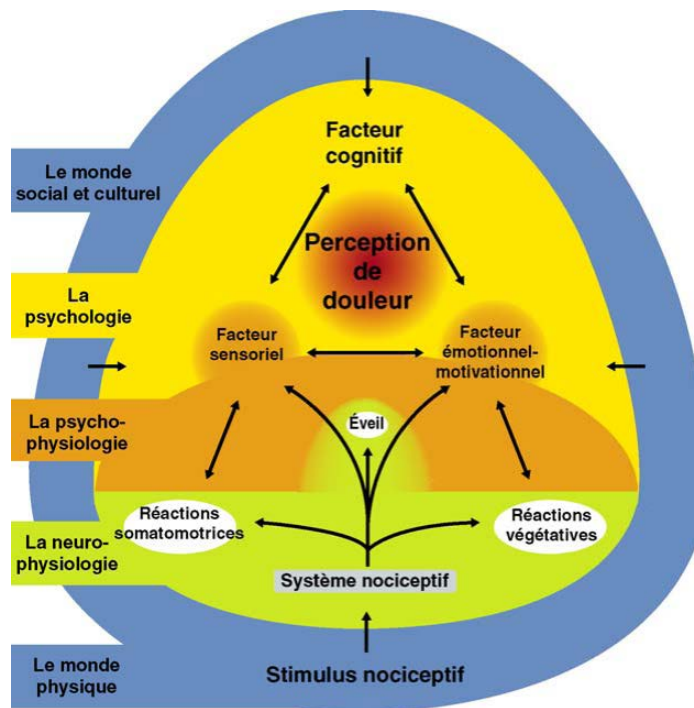 Facteur
cognitif
Le monde
social et culturel
Perception
de
douleur
La
psychologie
Facteur
sensoriel
Facteur
émotionnel-
motivationnel
La psycho-
physiologie
Éveil
Réactions
somatomotrices
Réactions
végétatives
La neuro-
physiologie
Système nociceptif
Le monde
physique
Stimulus nociceptif